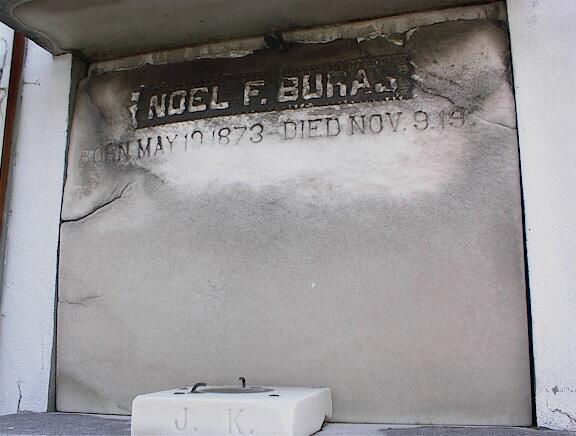 NOEL F. BURAS
BORN MAY 19 1873 DIED NOV. 9. 19
J. K.